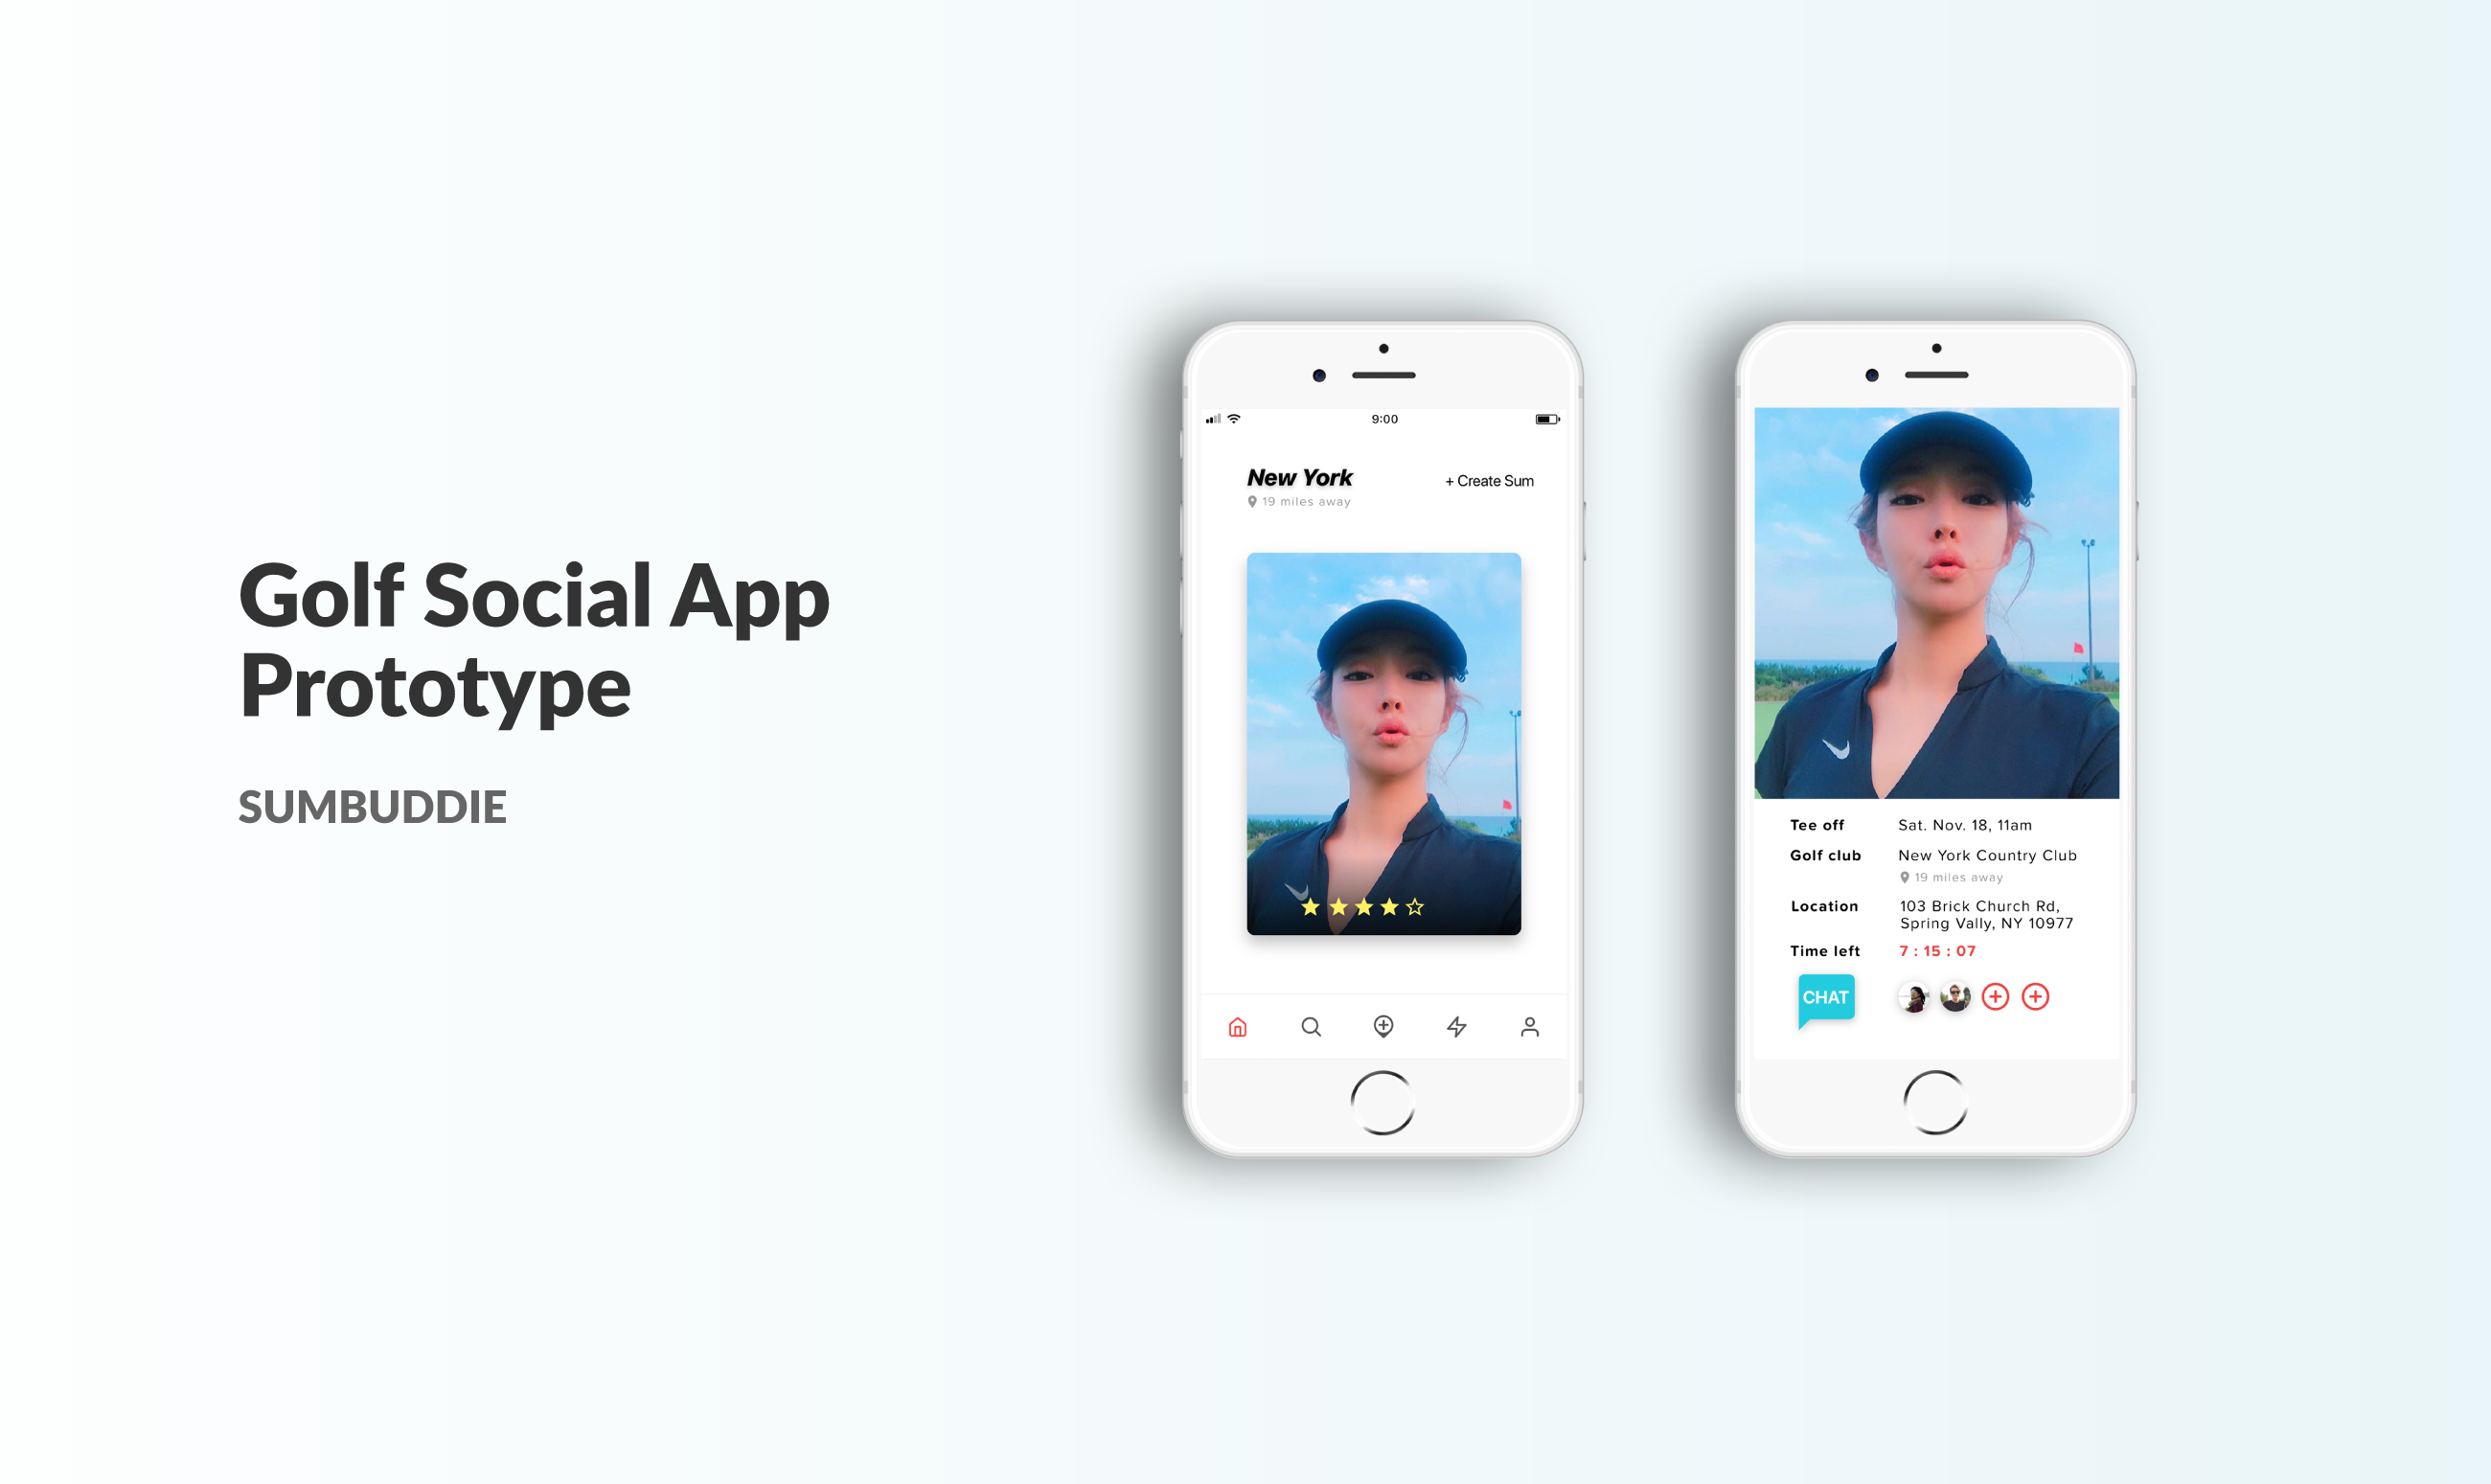 Golf Social App
Prototype
SUMBUDDIE
9:00
New York
19 miles away
+ Create Sum
Tee off Sat. Nov. 18, 11am
Golf club New York Country Club
19 miles away
Location 103 Brick Church Rd,
Spring Vally, NY 10977
Time left 7 : 15 : 07
CHAT